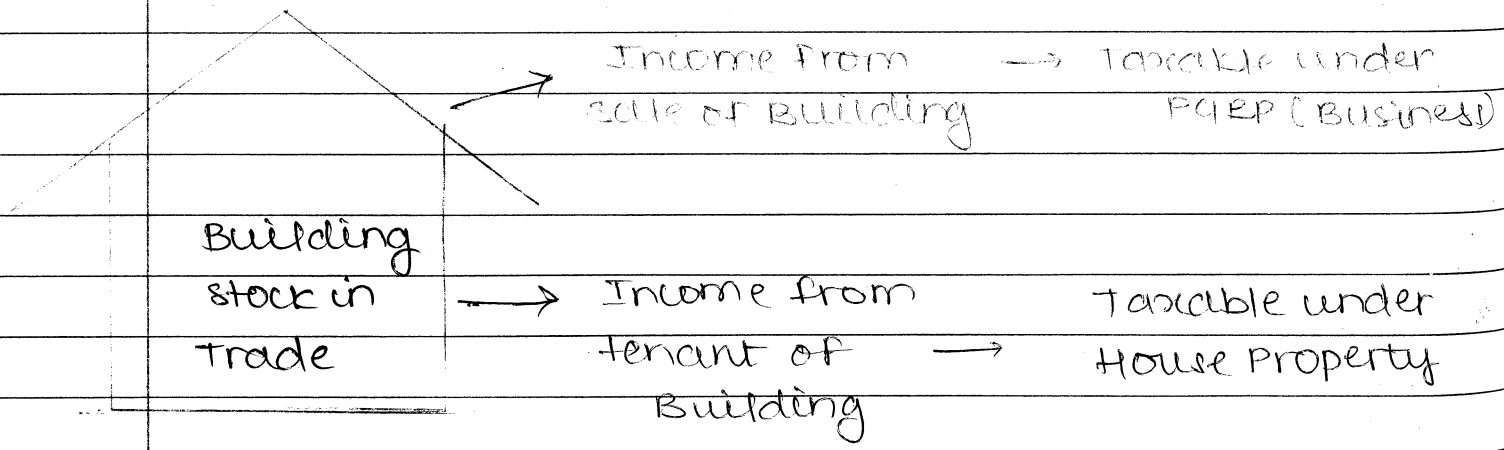 Income from → Taxable under
sale of Building PGBP (Business)
Building
stock in → Income from Taxable under
Trade tenant of → House Property
Building